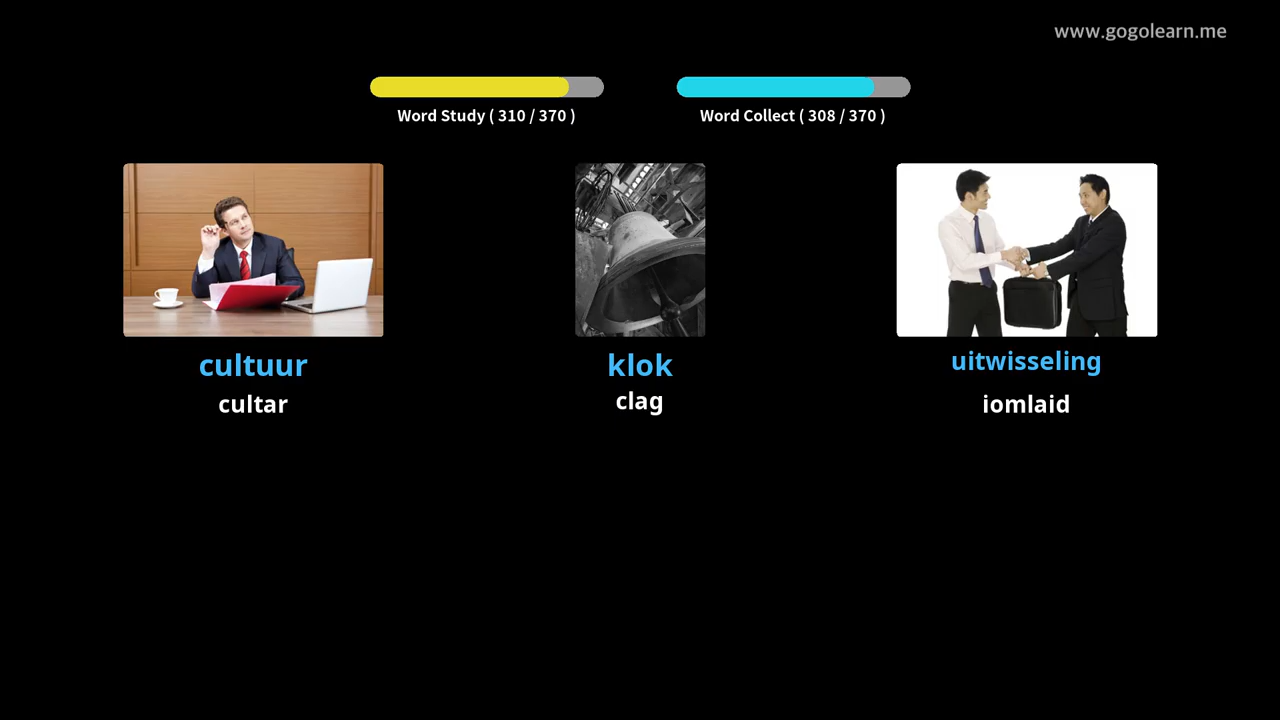 www.gogolearn.me
Word Study ( 310 / 370 )
Word Collect ( 308 / 370 )
cultuur
cultar
klok
clag
uitwisseling
iomlaid